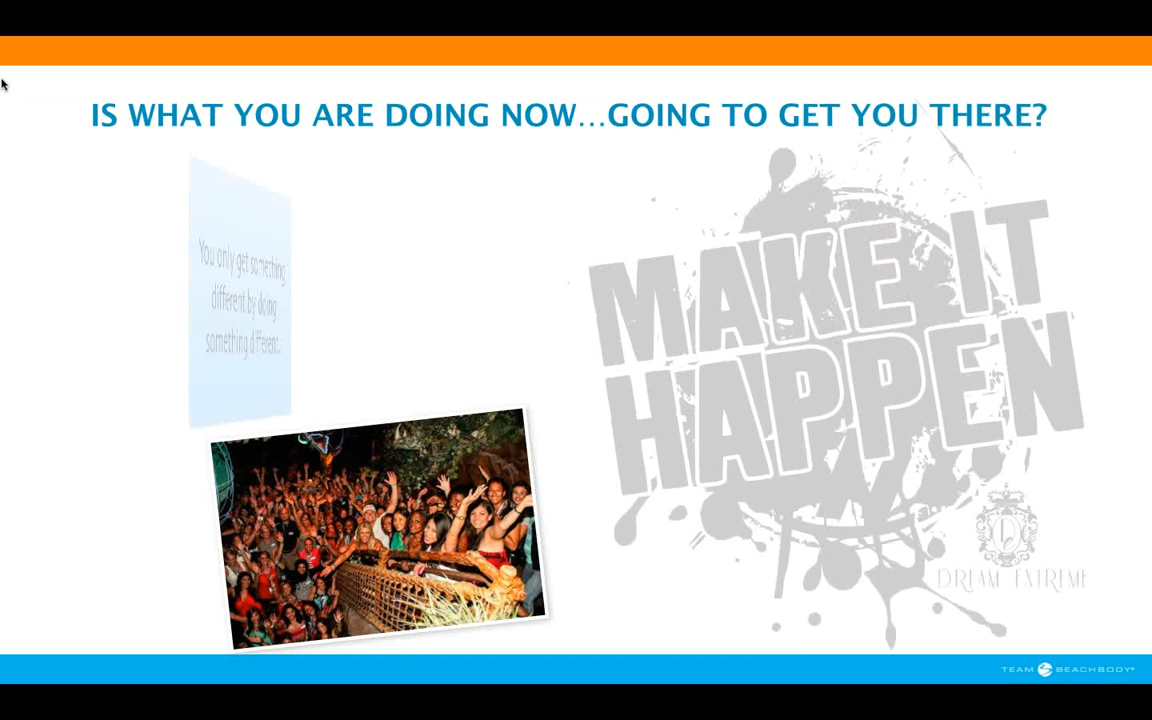 IS WHAT YOU ARE DOING NOW...GOING TO GET YOU THERE?
You only get something
different by doing
something different..
MAKE IT
HAPPEN
D
DREAM EXTREME
TEAM BEACHBODY®